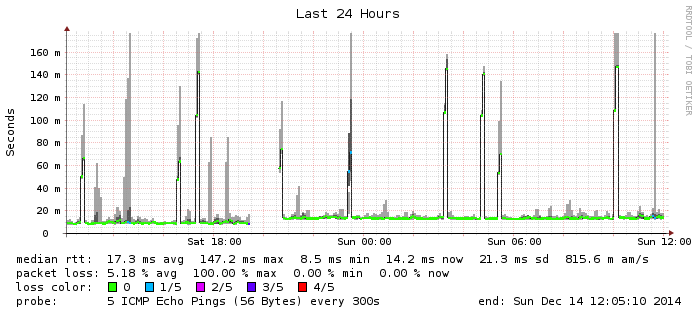 Last 24 Hours
RRDTOOL / TOBI OETIKER
Seconds
160 m
140 m
120 m
100 m
80 m
60 m
40 m
20 m
0
Sat 18:00 Sun 00:00 Sun 06:00 Sun 12:00
median rtt: 17.3 ms avg 147.2 ms max 8.5 ms min 14.2 ms now 21.3 ms sd 815.6 m am/s
packet loss: 5.18 % avg 100.00 % max 0.00 % min 0.00 % now
loss color: 0 1/5 2/5 3/5 4/5
probe: 5 ICMP Echo Pings (56 Bytes) every 300s end: Sun Dec 14 12:05:10 2014